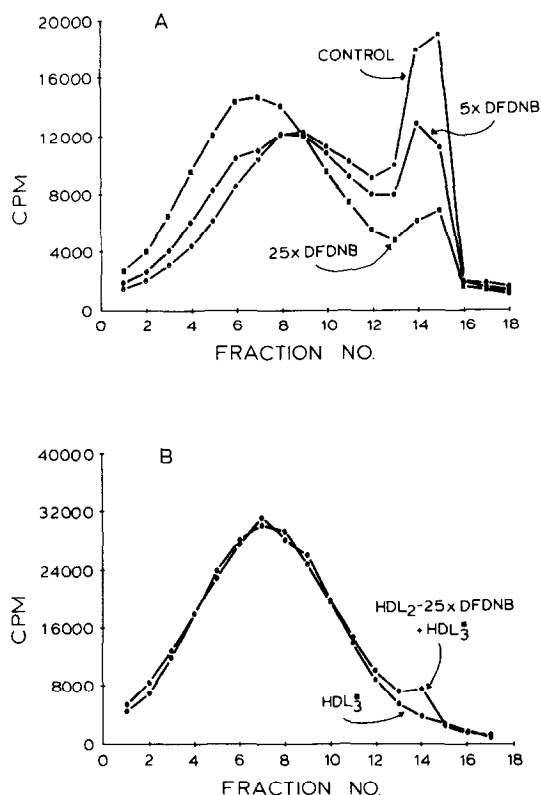 A
20000
CONTROL
16000
5x DFDNB
12000
CPM
8000
4000
25x DFDNB
0
0 2 4 6 8 10 12 14 16 18
FRACTION NO.
B
40000
32000
24000
CPM
16000
HDL2-25x DFDNB
+ HDL3*
8000
HDL3*
0
0 2 4 6 8 10 12 14 16 18
FRACTION NO.